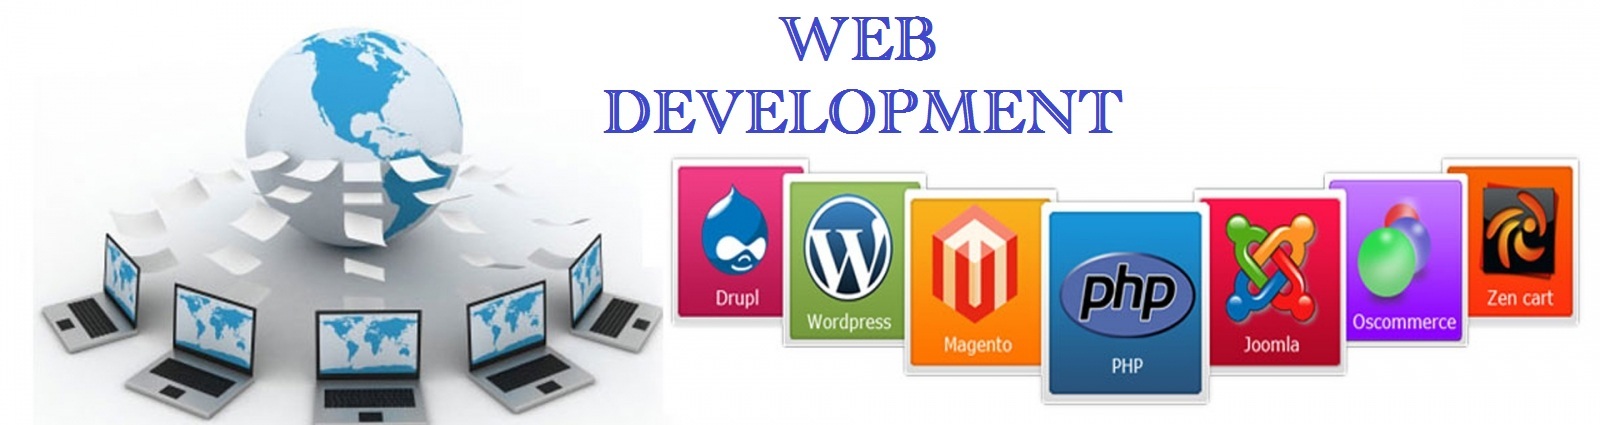 WEB
DEVELOPMENT
Drupl
Wordpress
Magento
php
PHP
Joomla
Oscommerce
Zen cart